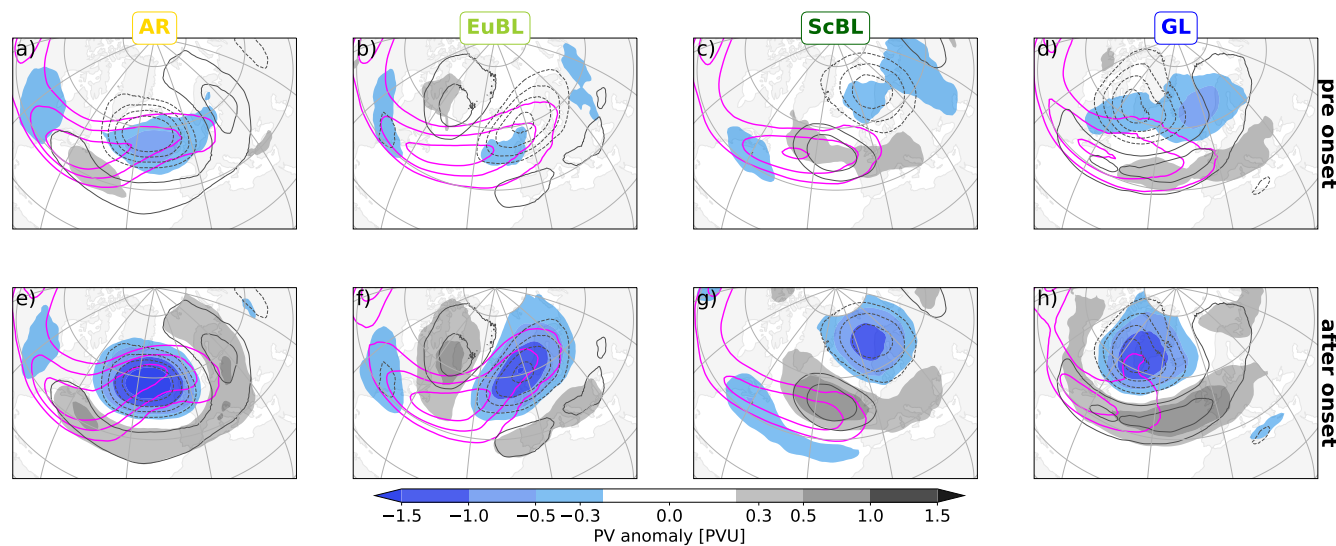 AR
EuBL
ScBL
GL
a)
b)
c)
d)
pre onset
e)
f)
g)
h)
after onset
−1.5
−1.0
−0.5
−0.3
0.0
0.3
0.5
1.0
1.5
PV anomaly [PVU]